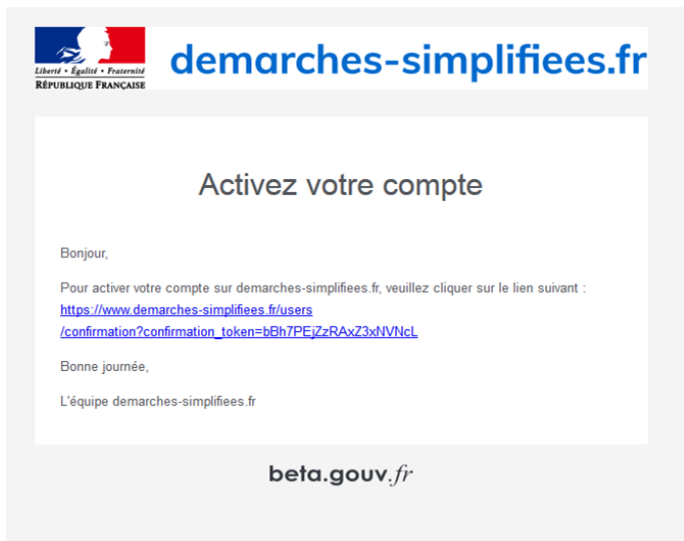 Liberté • Égalité • Fraternité
RÉPUBLIQUE FRANÇAISE
demarches-simplifiees.fr
Activez votre compte
Bonjour,
Pour activer votre compte sur demarches-simplifiees.fr, veuillez cliquer sur le lien suivant :
https://www.demarches-simplifiees.fr/users
/confirmation?confirmation_token=bBh7PEjZzRAxZ3xNVNcL
Bonne journée,
L'équipe demarches-simplifiees.fr
beta.gouv.fr